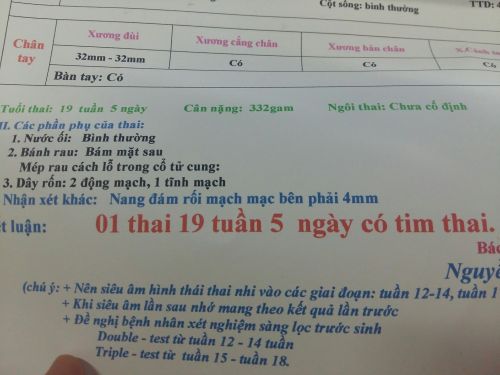 Cột sống: bình thường
TTD: 4
Chân tay
Xương đùi
Xương cẳng chân
Xương bàn chân
32mm - 32mm
Có
Có
Có
Bàn tay: Có
Tuổi thai: 19 tuần 5 ngày
Cân nặng: 332gam
Ngôi thai: Chưa cố định
II. Các phần phụ của thai:
1. Nước ối: Bình thường
2. Bánh rau: Bám mặt sau
Mép rau cách lỗ trong cổ tử cung:
3. Dây rốn: 2 động mạch, 1 tĩnh mạch
Nhận xét khác: Nang đám rối mạch mạc bên phải 4mm
t luận: 01 thai 19 tuần 5 ngày có tim thai.
Bác
Nguyễ
(chú ý: + Nên siêu âm hình thái thai nhi vào các giai đoạn: tuần 12-14, tuần 1
+ Khi siêu âm lần sau nhớ mang theo kết quả lần trước
+ Đề nghị bệnh nhân xét nghiệm sàng lọc trước sinh
Double - test từ tuần 12 - 14 tuần
Triple - test từ tuần 15 - tuần 18.